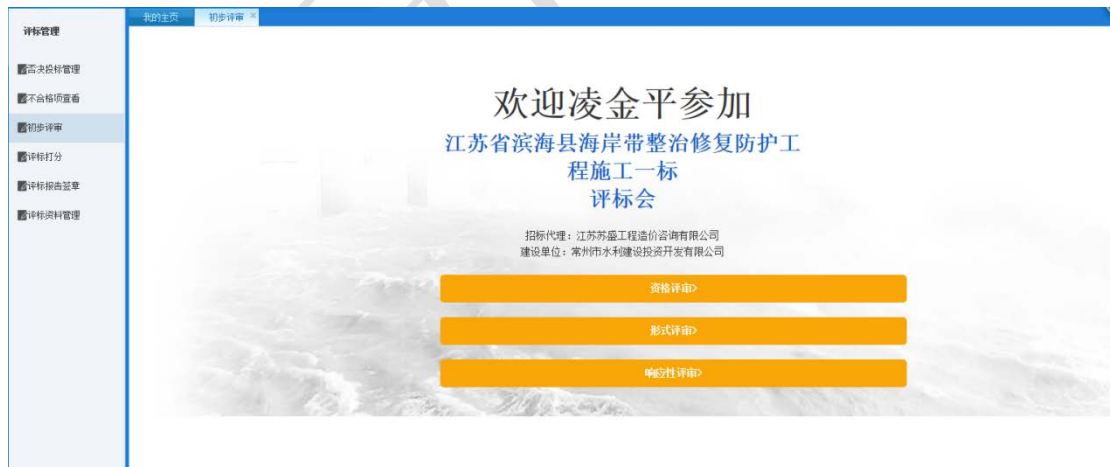 我的主页
初步评审
评标管理
否决投标管理
不合格项查看
初步评审
评标打分
评标报告签章
评标资料管理
欢迎凌金平参加
江苏省滨海县海岸带整治修复防护工
程施工一标
评标会
招标代理：江苏苏盛工程造价咨询有限公司
建设单位：常州市水利建设投资开发有限公司
资格评审>
形式评审>
响应性评审>